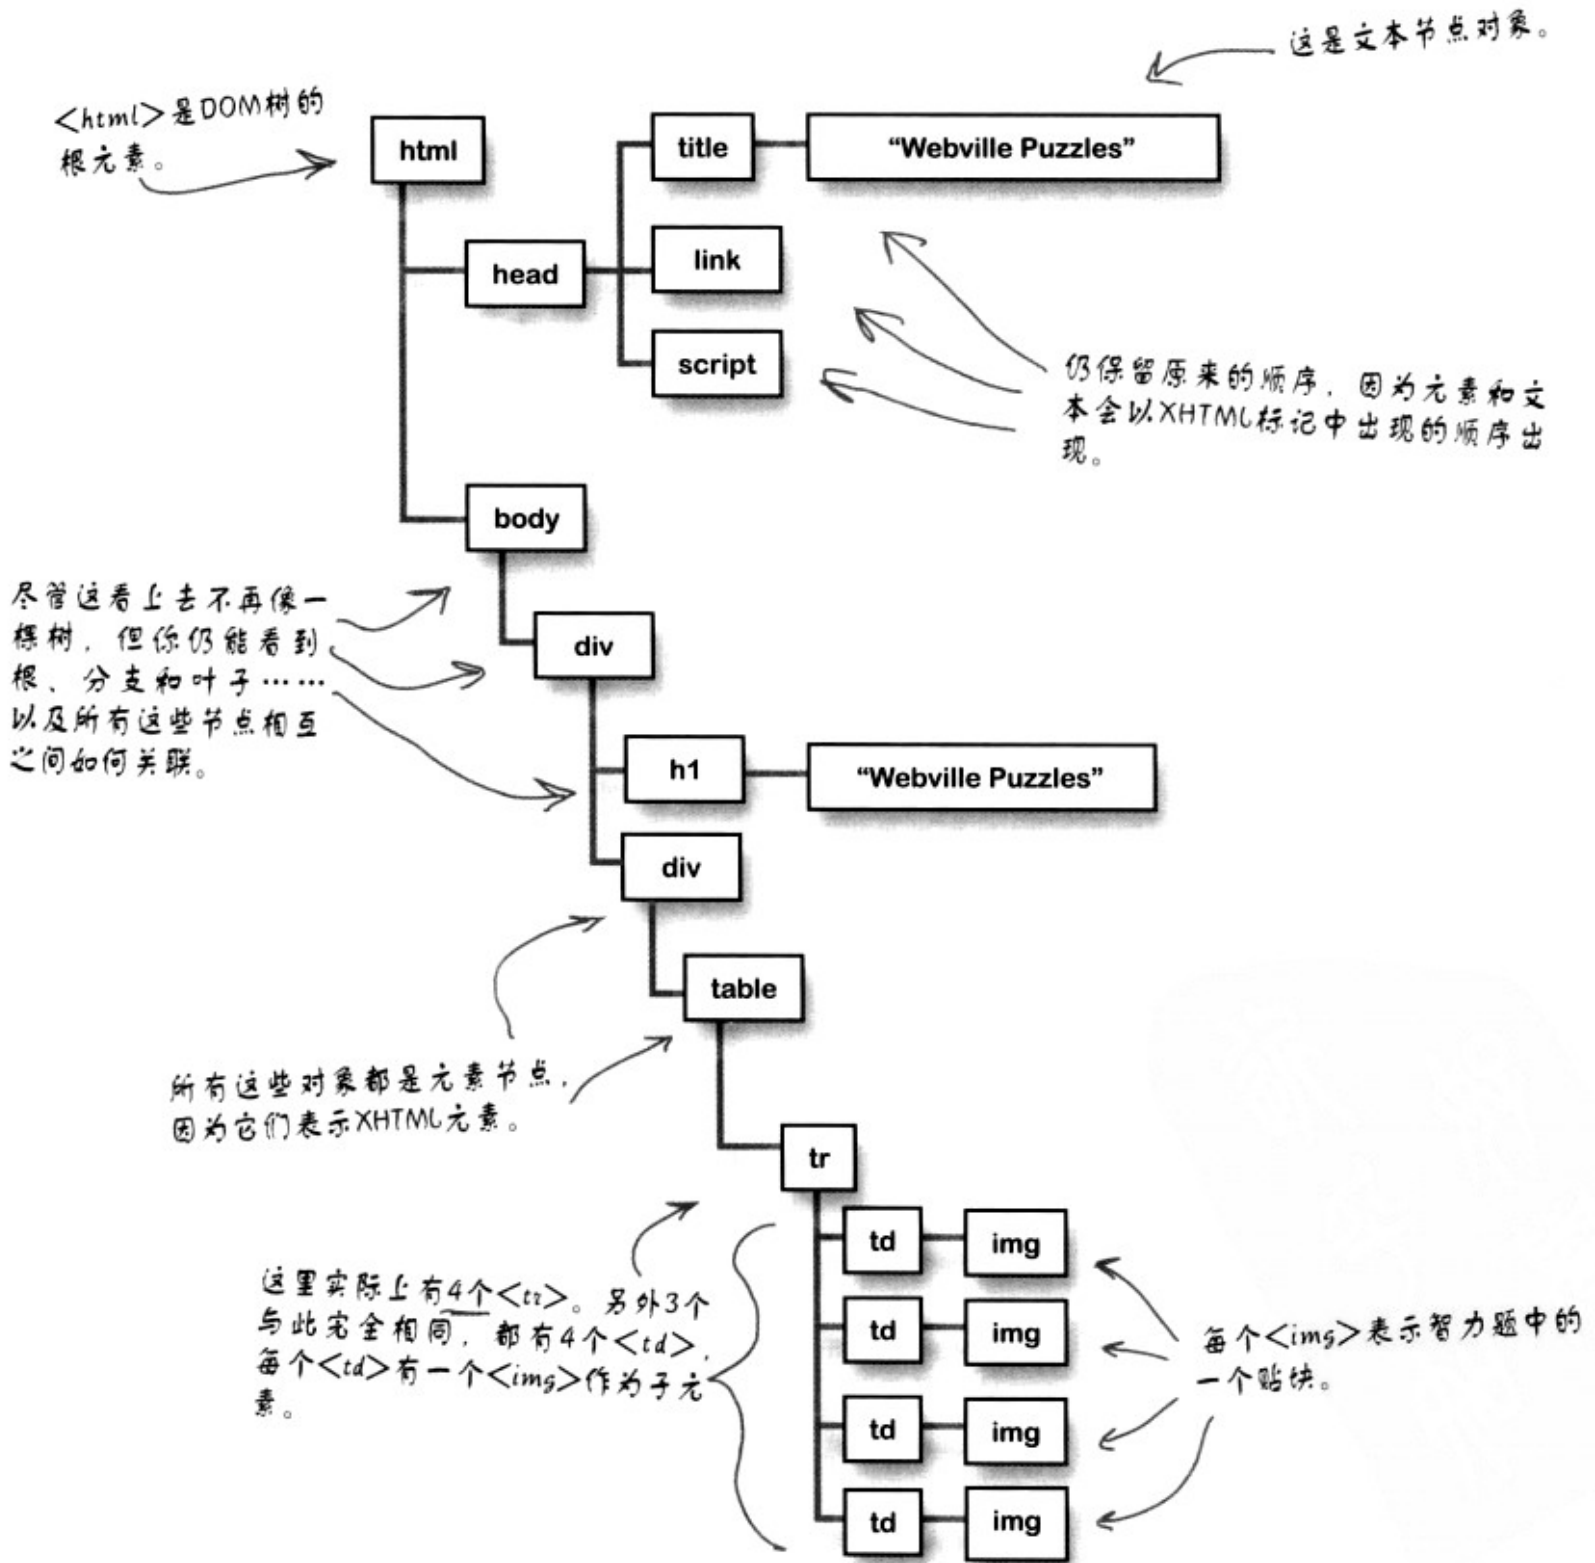 这是文本节点对象。
<html>是DOM树的
根元素。
html
title
“Webville Puzzles”
head
link
script
仍保留原来的顺序，因为元素和文
本会以XHTML标记中出现的顺序出
现。
body
尽管这看上去不再像一
棵树，但你仍能看到
根、分支和叶子……
以及所有这些节点相互
之间如何关联。
div
h1
“Webville Puzzles”
div
table
所有这些对象都是元素节点，
因为它们表示XHTML元素。
tr
td
img
这里实际上有4个<tr>。另外3个
与此完全相同，都有4个<td>，
每个<td>有一个<img>作为子元
素。
td
img
每个<img>表示智力题中的
一个贴块。
td
img
td
img